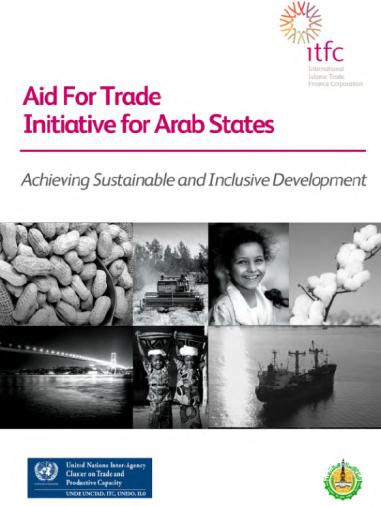 itfc
International
Islamic Trade
Finance Corporation
Aid For Trade
Initiative for Arab States
Achieving Sustainable and Inclusive Development
United Nations Inter-Agency
Cluster on Trade and
Productive Capacity
UNDP, UNCTAD, ITC, UNIDO, ILO